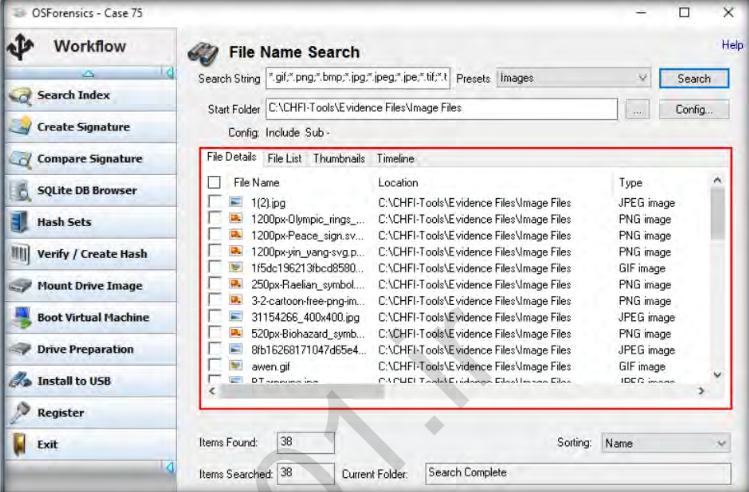 OSForensics - Case 75
Workflow
Search Index
Create Signature
Compare Signature
SQLite DB Browser
Hash Sets
Verify / Create Hash
Mount Drive Image
Boot Virtual Machine
Drive Preparation
Install to USB
Register
Exit
File Name Search
Help
Search String *.gif;*.png;*.bmp;*.jpg;*.jpeg;*.jpe;*.tif;*.t Presets Images Search
Start Folder C:\CHFI-Tools\Evidence Files\Image Files ... Config...
Config: Include Sub -
File Details File List Thumbnails Timeline
File Name Location Type
1(2).jpg C:\CHFI-Tools\Evidence Files\Image Files JPEG image
1200px-Olympic_rings_... C:\CHFI-Tools\Evidence Files\Image Files PNG image
1200px-Peace_sign.sv... C:\CHFI-Tools\Evidence Files\Image Files PNG image
1200px-yin_yang-svg.p... C:\CHFI-Tools\Evidence Files\Image Files PNG image
1f5dc196213fbcd8580... C:\CHFI-Tools\Evidence Files\Image Files GIF image
250px-Raelian_symbol.... C:\CHFI-Tools\Evidence Files\Image Files PNG image
3-2-cartoon-free-png-im... C:\CHFI-Tools\Evidence Files\Image Files PNG image
31154266_400x400.jpg C:\CHFI-Tools\Evidence Files\Image Files JPEG image
520px-Biohazard_symb... C:\CHFI-Tools\Evidence Files\Image Files PNG image
8fb16268171047d65e4... C:\CHFI-Tools\Evidence Files\Image Files JPEG image
awen.gif C:\CHFI-Tools\Evidence Files\Image Files GIF image
C:\CHFI-Tools\Evidence Files\Image Files JPEG image
Items Found: 38 Sorting: Name
Items Searched: 38 Current Folder: Search Complete